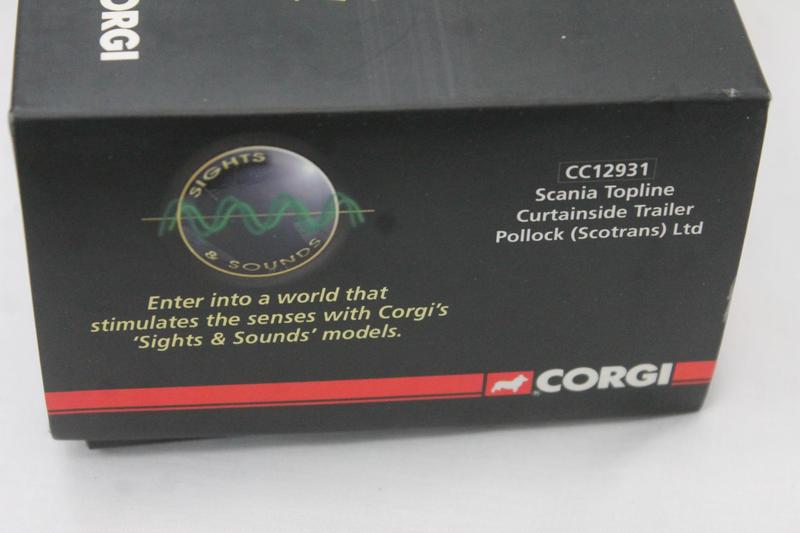 CORGI
SIGHTS
& SOUNDS
Enter into a world that
stimulates the senses with Corgi's
'Sights & Sounds' models.
CC12931
Scania Topline
Curtainside Trailer
Pollock (Scotrans) Ltd
CORGI